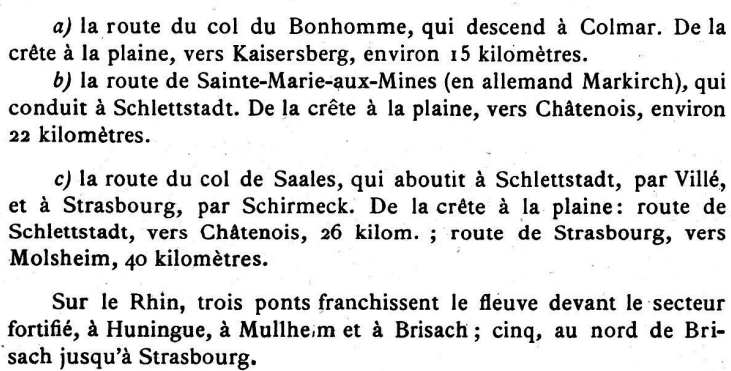 a) la route du col du Bonhomme, qui descend à Colmar. De la
crête à la plaine, vers Kaisersberg, environ 15 kilomètres.
b) la route de Sainte-Marie-aux-Mines (en allemand Markirch), qui
conduit à Schlettstadt. De la crête à la plaine, vers Châtenois, environ
22 kilomètres.
c) la route du col de Saales, qui aboutit à Schlettstadt, par Villé,
et à Strasbourg, par Schirmeck. De la crête à la plaine: route de
Schlettstadt, vers Châtenois, 26 kilom. ; route de Strasbourg, vers
Molsheim, 40 kilomètres.
Sur le Rhin, trois ponts franchissent le fleuve devant le secteur
fortifié, à Huningue, à Mullheim et à Brisach ; cinq, au nord de Bri-
sach jusqu'à Strasbourg.